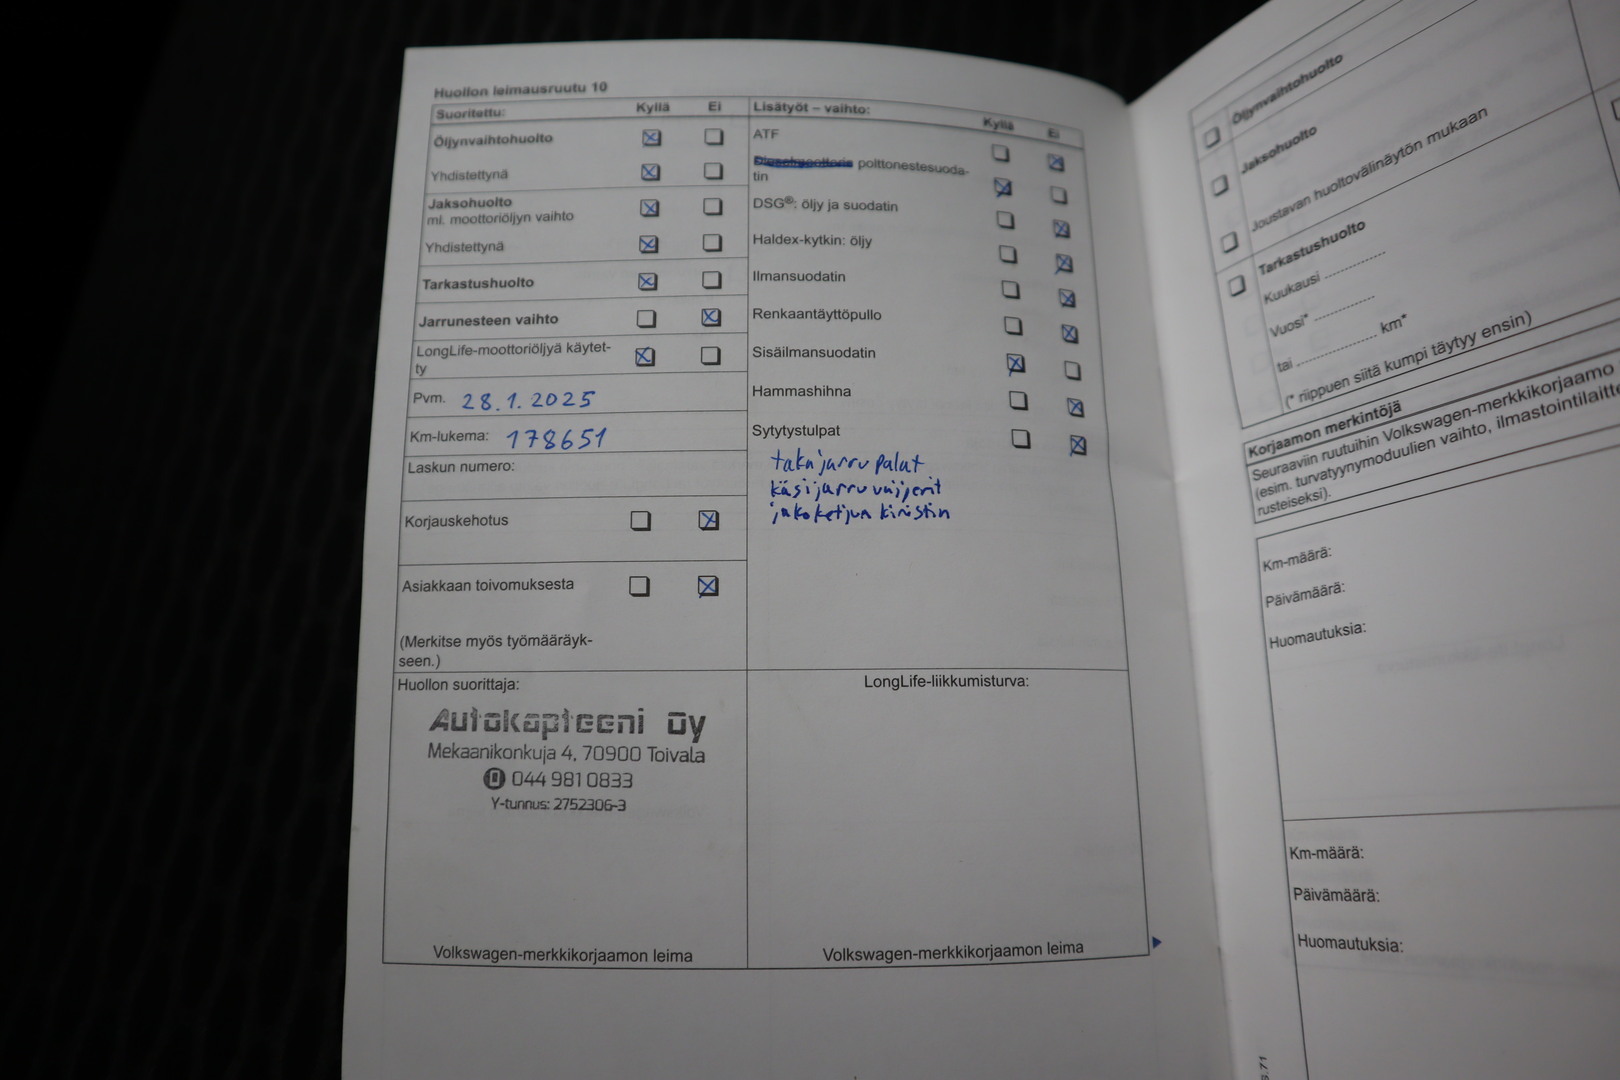 Huollon leimausruutu 10
Suoritettu: Kyllä Ei
Öljynvaihtohuolto
Yhdistettynä
Jaksohuolto
ml. moottoriöljyn vaihto
Yhdistettynä
Tarkastushuolto
Jarrunesteen vaihto
LongLife-moottoriöljyä käytet-
ty
Pvm. 28.1.2025
Km-lukema: 178651
Laskun numero:
Korjauskehotus
Asiakkaan toivomuksesta
(Merkitse myös työmääräyk-
seen.)
Huollon suorittaja:
Autokapteeni Oy
Mekaanikonkuja 4, 70900 Toivala
044 981 0833
Y-tunnus: 2752306-3
Volkswagen-merkkikorjaamon leima
Lisätyöt – vaihto: Kyllä Ei
ATF
polttonestesuoda-
tin
DSG®: öljy ja suodatin
Haldex-kytkin: öljy
Ilmansuodatin
Renkaantäyttöpullo
Sisäilmansuodatin
Hammashihna
Sytytystulpat
takajarru palat
käsijarru vaijerit
jakoketjun kiristin
LongLife-liikkumisturva:
Volkswagen-merkkikorjaamon leima
Öljynvaihtohuolto
Jaksohuolto
Joustavan huoltovälinäytön mukaan
Tarkastushuolto
Kuukausi ...............
Vuosi* ...............
tai .................... km*
(* riippuen siitä kumpi täytyy ensin)
Korjaamon merkintöjä
Seuraaviin ruutuihin Volkswagen-merkkikorjaamo
(esim. turvatyynymoduulien vaihto, ilmastointilaitte
rusteiseksi).
Km-määrä:
Päivämäärä:
Huomautuksia:
Km-määrä:
Päivämäärä:
Huomautuksia: